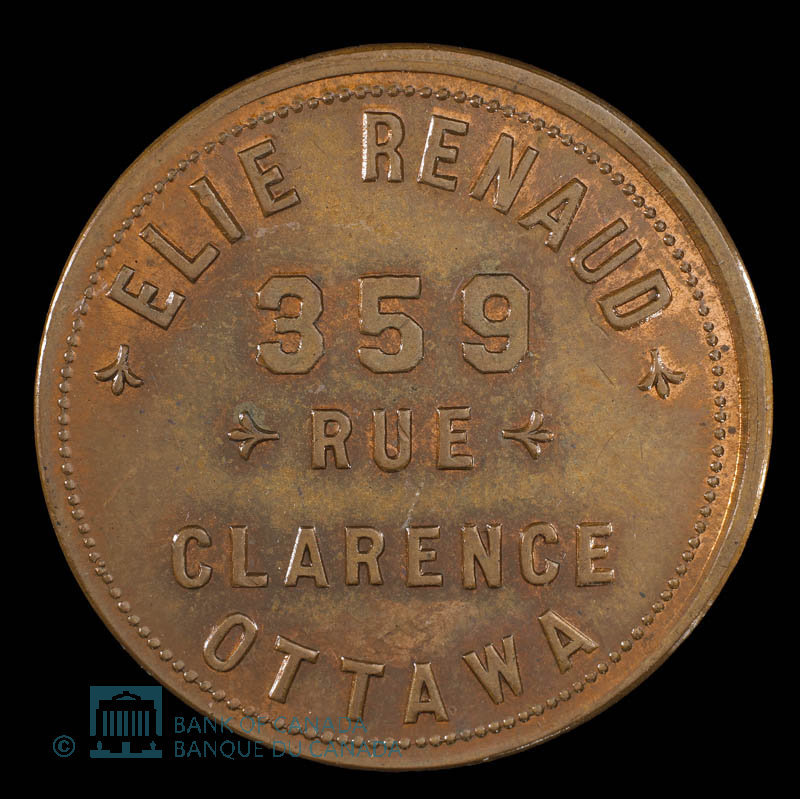 ELIE RENAUD
359
RUE
CLARENCE
OTTAWA
© BANK OF CANADA
BANQUE DU CANADA